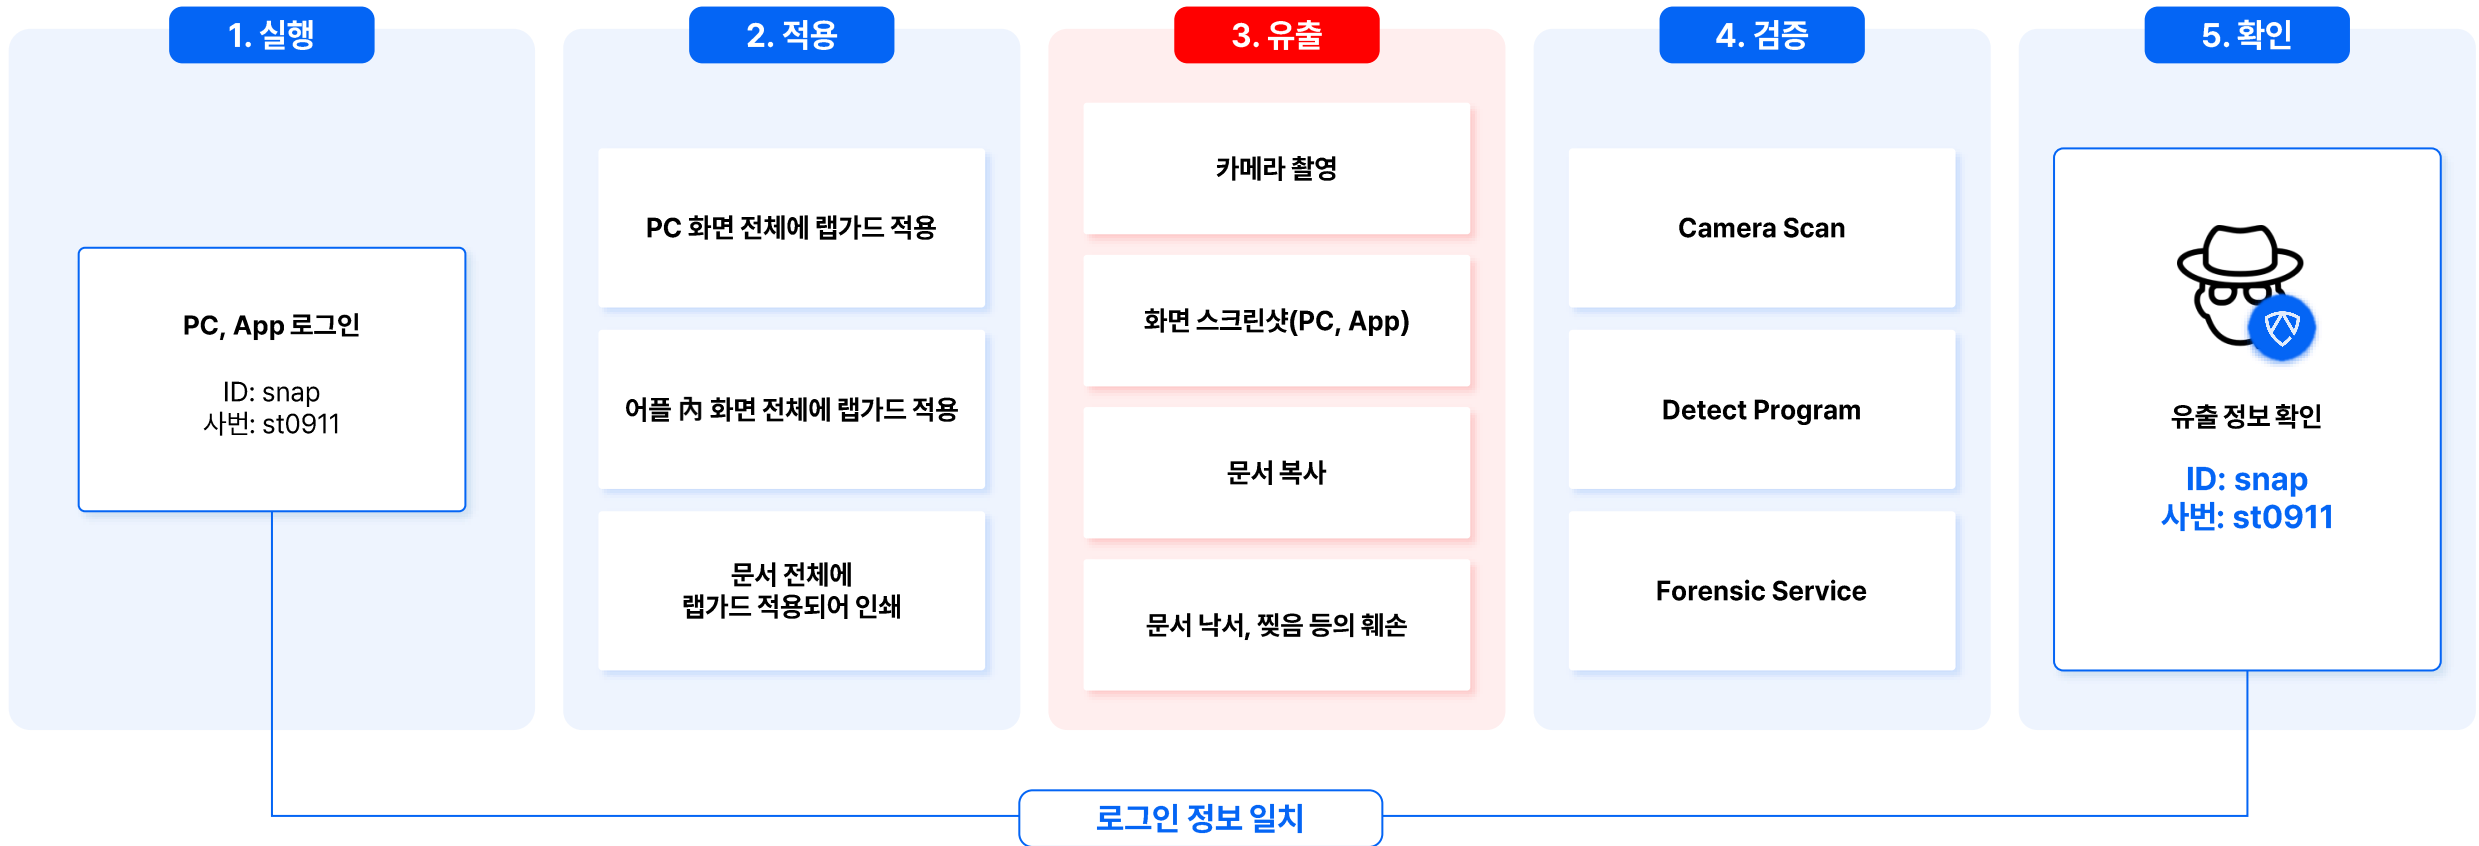 1. 실행
PC, App 로그인
ID: snap
사번: st0911
2. 적용
PC 화면 전체에 랩가드 적용
어플 內 화면 전체에 랩가드 적용
문서 전체에
랩가드 적용되어 인쇄
3. 유출
카메라 촬영
화면 스크린샷(PC, App)
문서 복사
문서 낙서, 찢음 등의 훼손
4. 검증
Camera Scan
Detect Program
Forensic Service
5. 확인
유출 정보 확인
ID: snap
사번: st0911
로그인 정보 일치